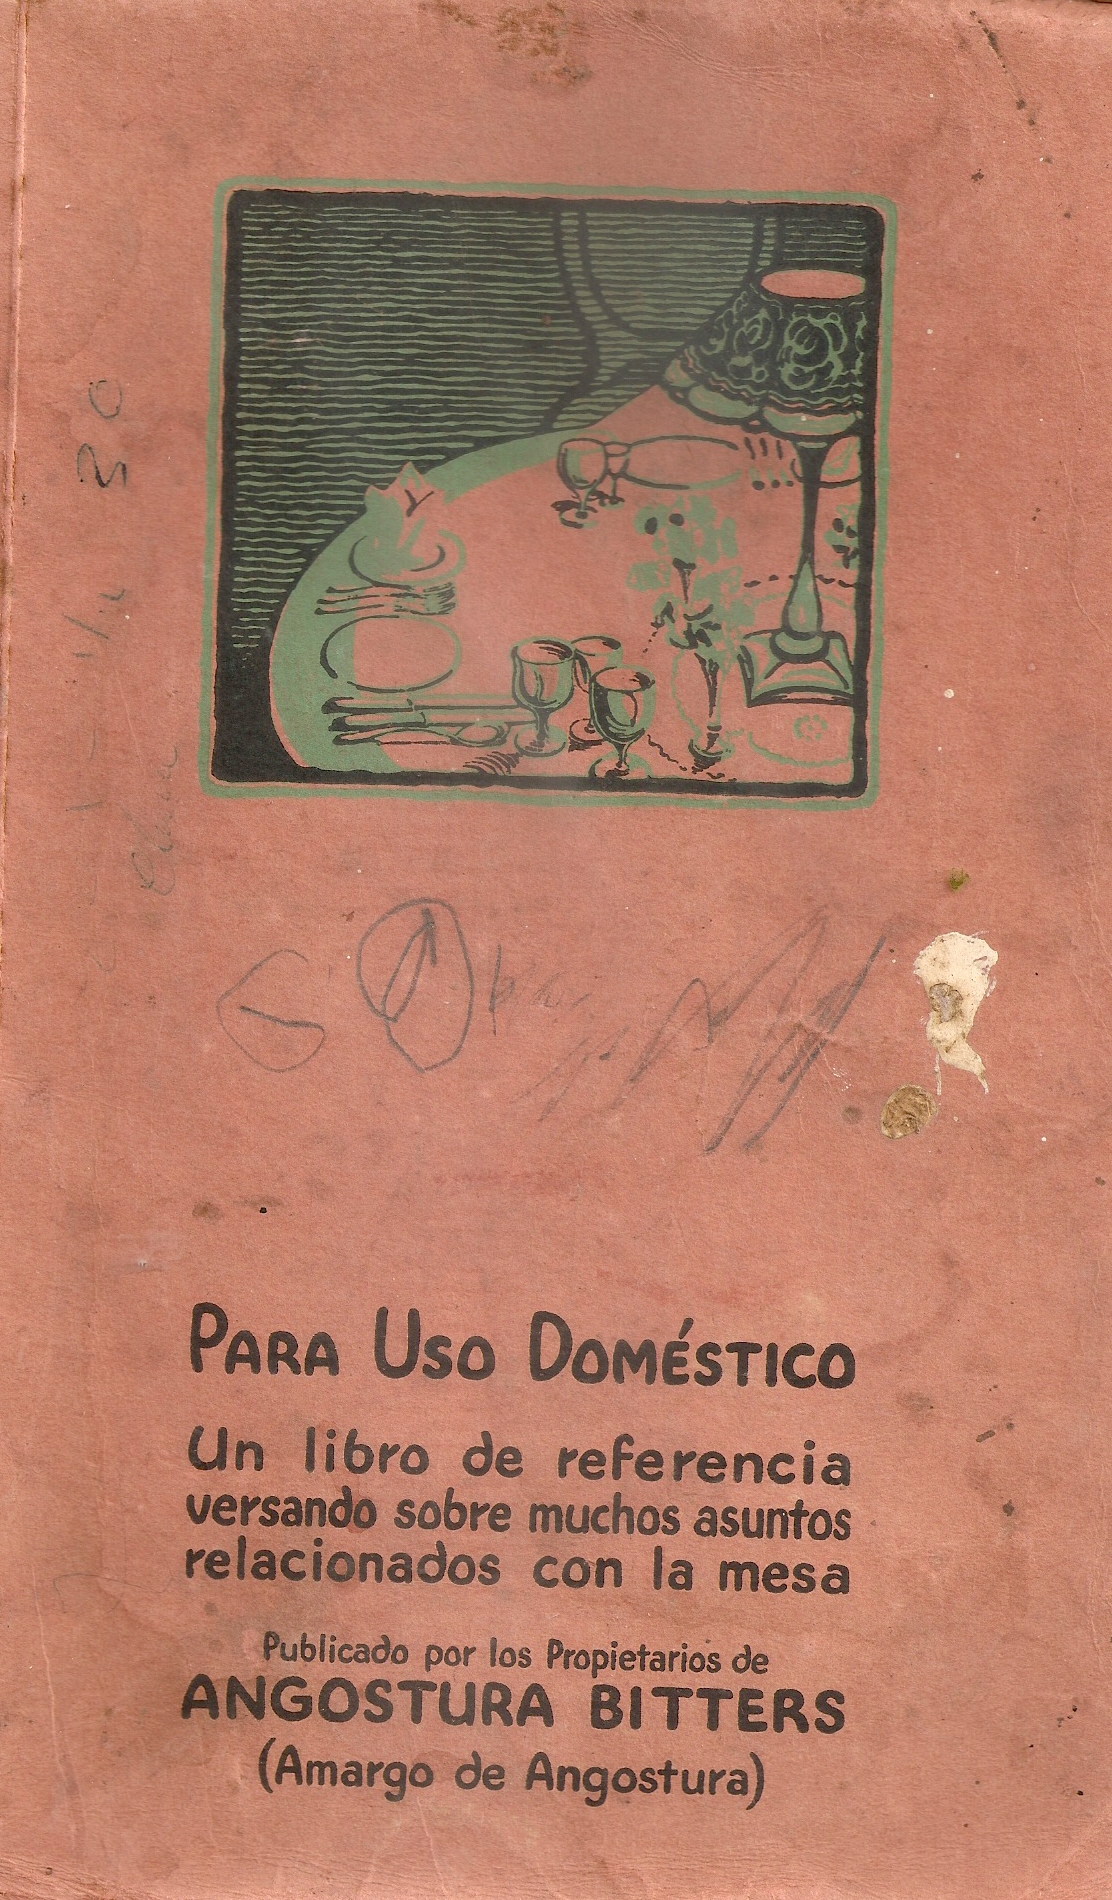 30
PARA USO DOMÉSTICO
Un libro de referencia
versando sobre muchos asuntos
relacionados con la mesa
Publicado por los Propietarios de
ANGOSTURA BITTERS
(Amargo de Angostura)